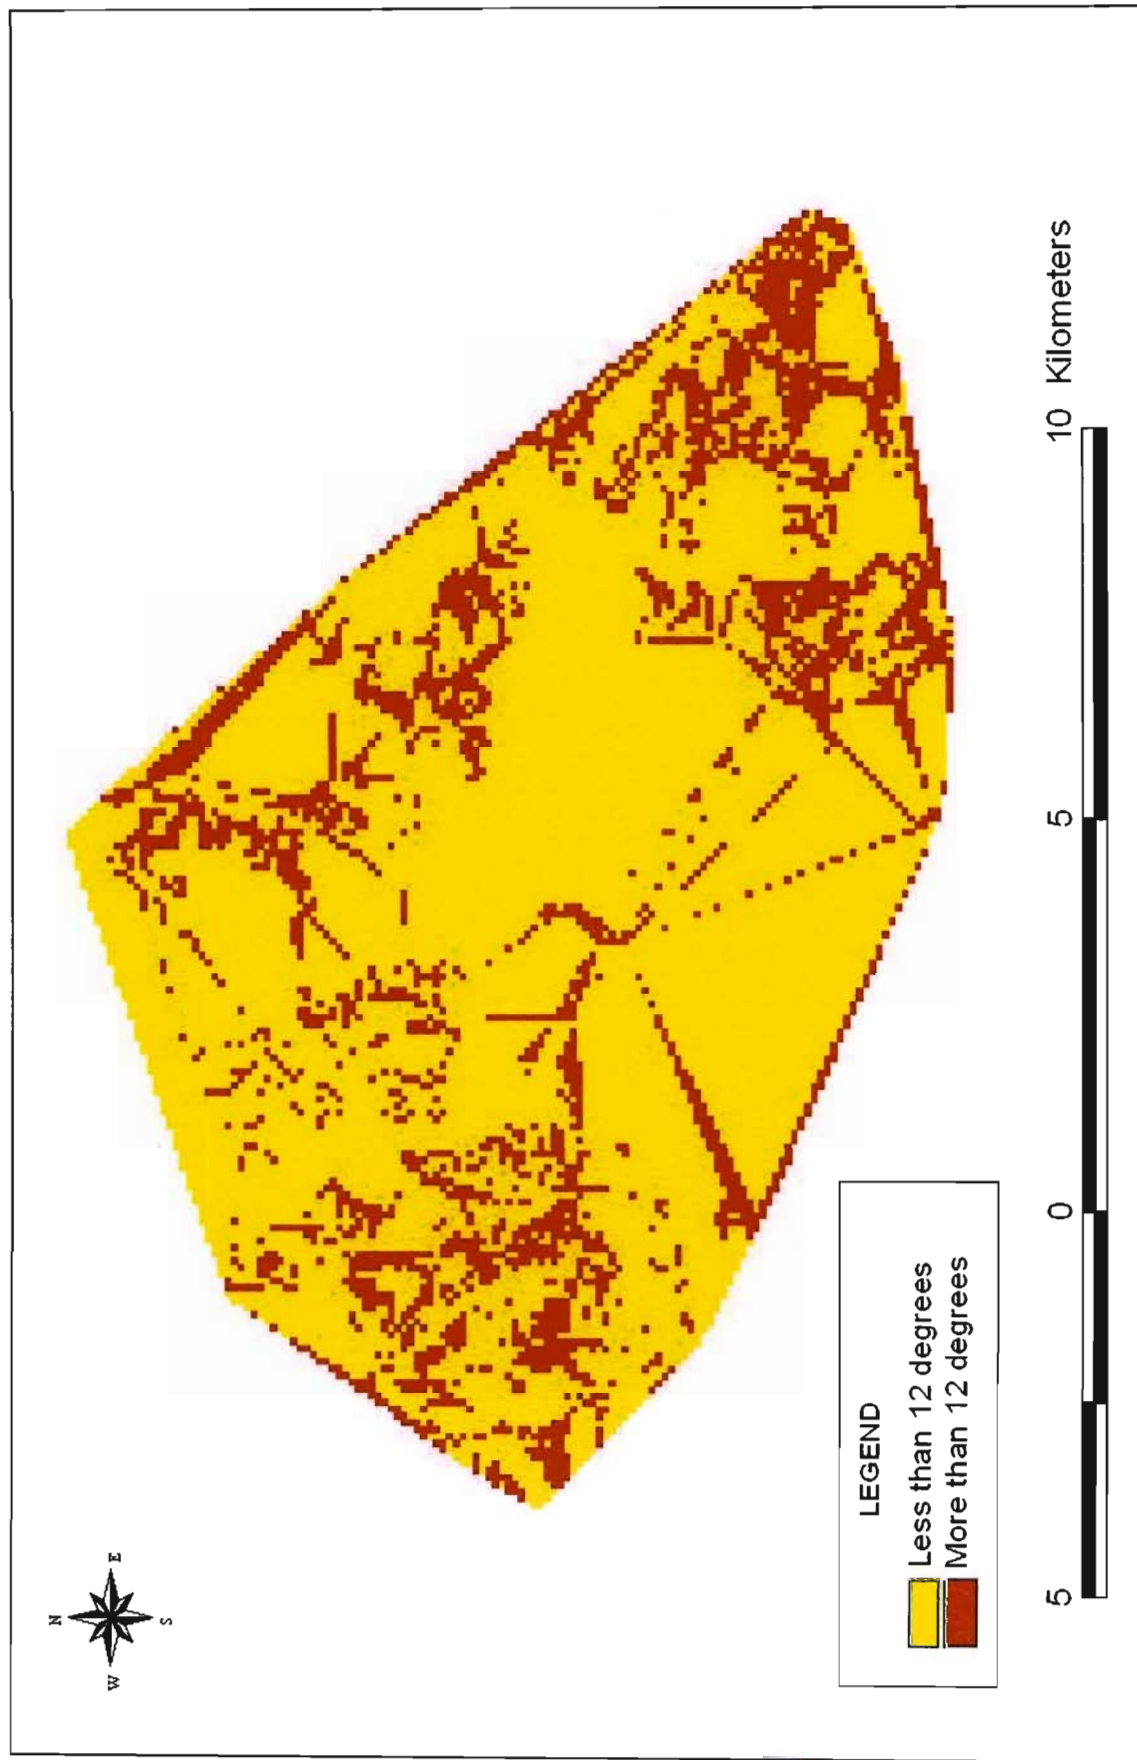 N
W E
S
LEGEND
Less than 12 degrees
More than 12 degrees
5 0 5 10 Kilometers